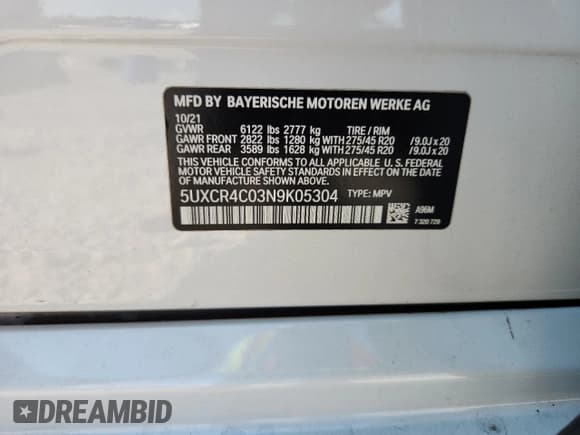 MFD BY BAYERISCHE MOTOREN WERKE AG
10/21
GVWR 6122 lbs 2777 kg TIRE / RIM
GAWR FRONT 2822 lbs 1280 kg WITH 275/45 R20 /9.0J x 20
GAWR REAR 3589 lbs 1628 kg WITH 275/45 R20 /9.0J x 20
THIS VEHICLE CONFORMS TO ALL APPLICABLE U. S. FEDERAL
MOTOR VEHICLE SAFETY STANDARDS IN EFFECT ON THE DATE
OF MANUFACTURE SHOWN ABOVE.
5UXCR4C03N9K05304 TYPE: MPV
A96M
7 320 729
DREAMBID